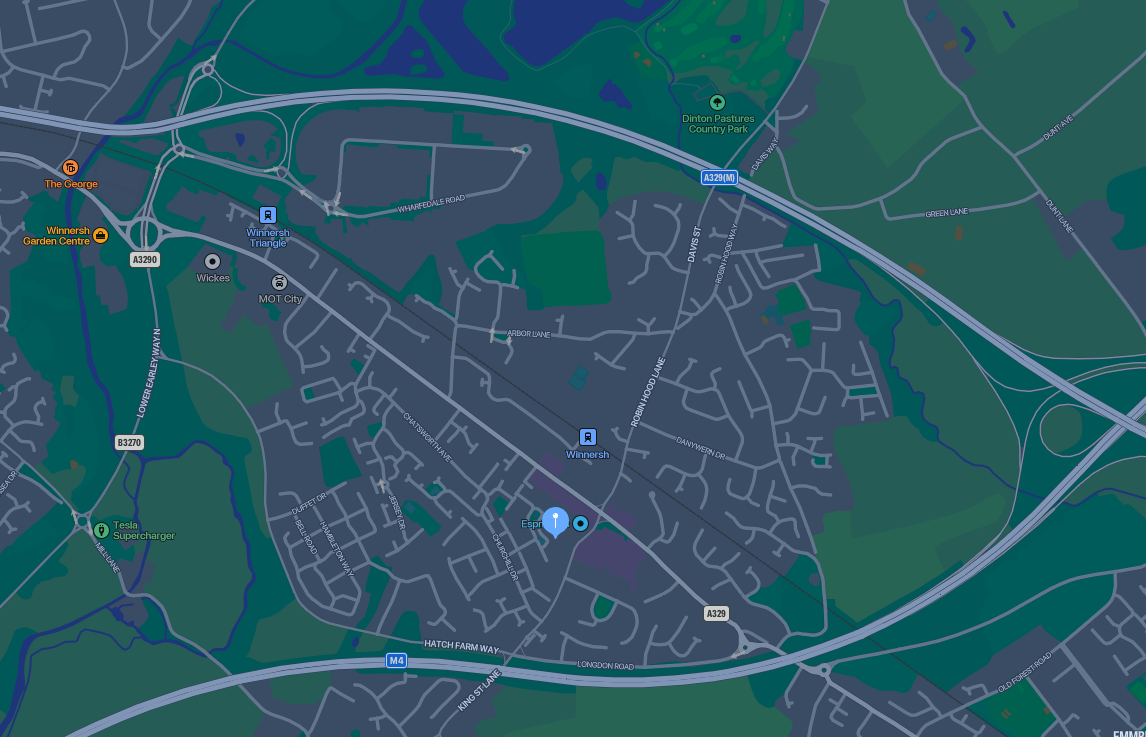 Dinton Pastures
Country Park
DAVIS WAY
DUNT AVE
A329(M)
The George
WHARFEDALE ROAD
GREEN LANE
DUNT LANE
Winnersh
Triangle
Winnersh
Garden Centre
DAVIS ST
ROBIN HOOD WAY
A3290
Wickes
MOT City
ARBOR LANE
LOWER EARLEY WAY N
ROBIN HOOD LANE
CHATSWORTH AVE
B3270
Winnersh
DANYWERN DR
DUFFET DR
JERSEY DR
Tesla
Supercharger
BELL ROAD
HAMBLETON WAY
CHURCHILL DR
MILL LANE
A329
HATCH FARM WAY
M4
LONGDON ROAD
KING ST LANE
OLD FOREST ROAD